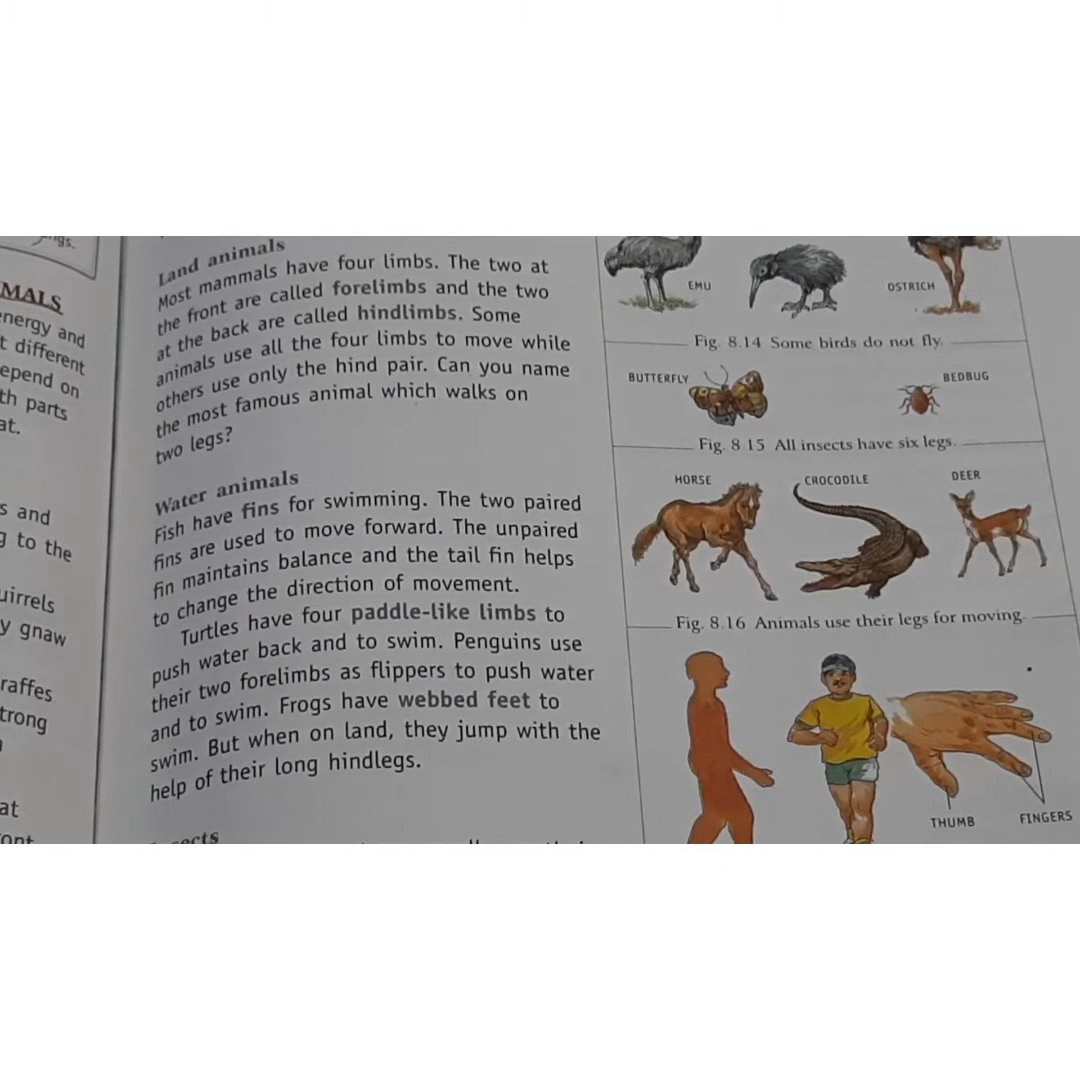 ngs.
MALS
energy and
t different
epend on
th parts
at.
s and
g to the
uirrels
y gnaw
raffes
trong
at
ont
Land animals
Most mammals have four limbs. The two at
the front are called forelimbs and the two
at the back are called hindlimbs. Some
animals use all the four limbs to move while
others use only the hind pair. Can you name
the most famous animal which walks on
two legs?
Water animals
Fish have fins for swimming. The two paired
fins are used to move forward. The unpaired
fin maintains balance and the tail fin helps
to change the direction of movement.
Turtles have four paddle-like limbs to
push water back and to swim. Penguins use
their two forelimbs as flippers to push water
and to swim. Frogs have webbed feet to
swim. But when on land, they jump with the
help of their long hindlegs.
EMU
OSTRICH
Fig. 8.14 Some birds do not fly.
BUTTERFLY
BEDBUG
Fig. 8.15 All insects have six legs.
HORSE
CROCODILE
DEER
Fig. 8.16 Animals use their legs for moving.
THUMB
FINGERS